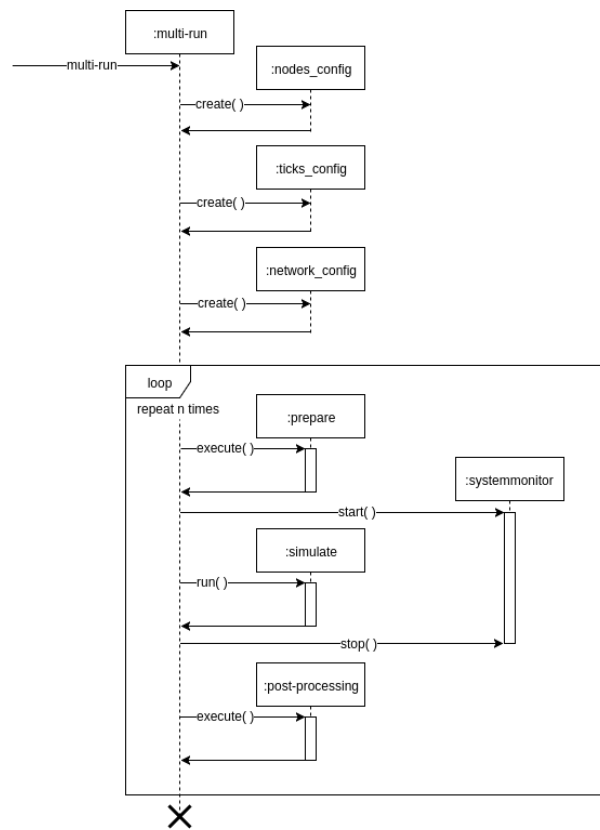 :multi-run
multi-run
:nodes_config
create( )
:ticks_config
create( )
:network_config
create( )
loop
repeat n times
:prepare
execute( )
:systemmonitor
start( )
:simulate
run( )
stop( )
:post-processing
execute( )